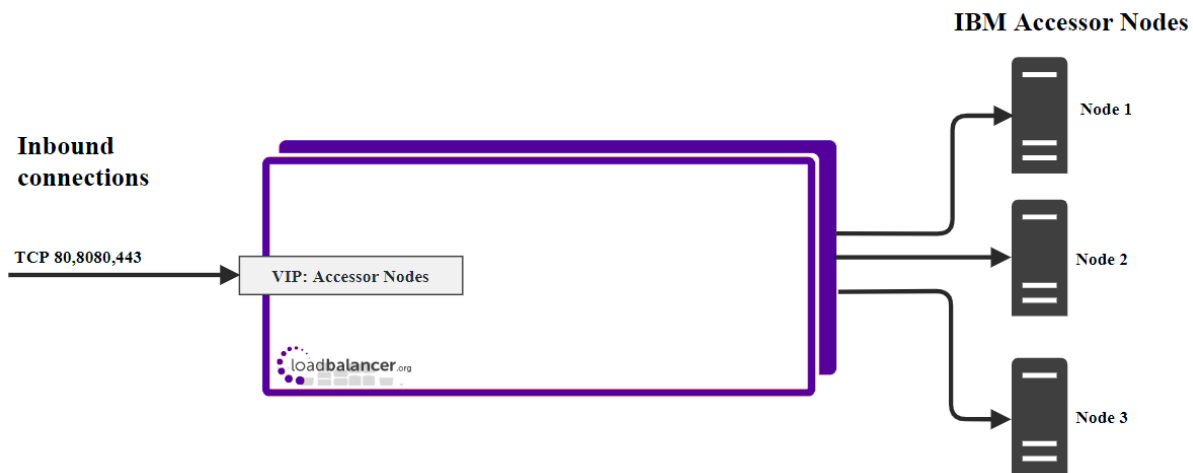 IBM Accessor Nodes
Node 1
Inbound
connections
TCP 80,8080,443
VIP: Accessor Nodes
Node 2
loadbalancer.org
Node 3